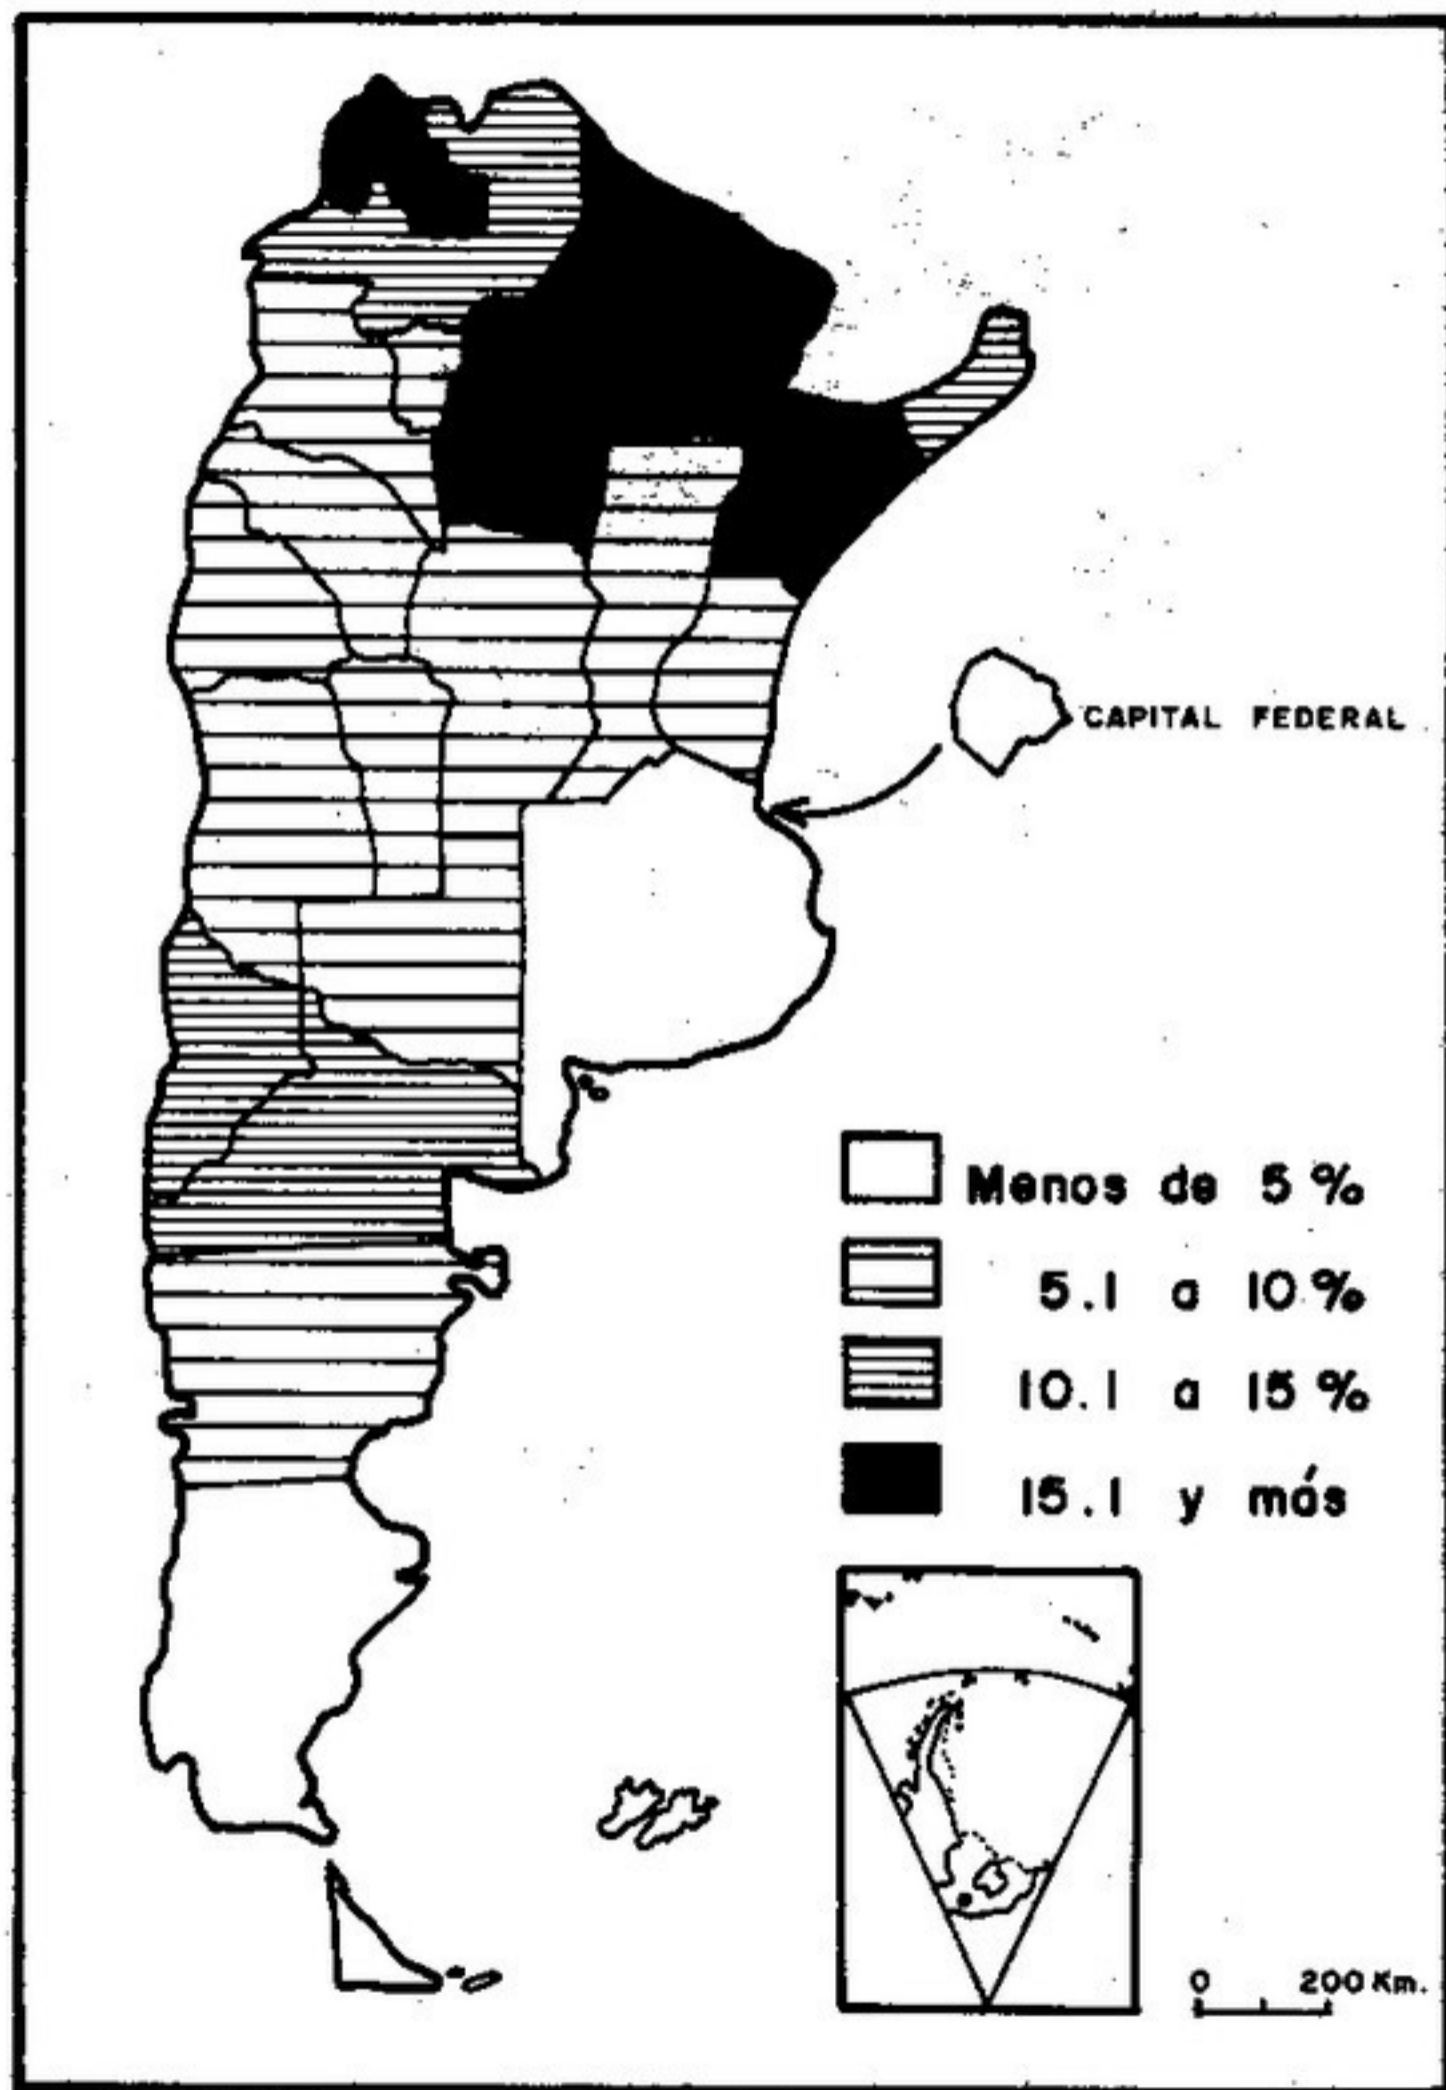 CAPITAL FEDERAL
Menos de 5 %
5.1 a 10 %
10.1 a 15 %
15.1 y más
0 200 Km.